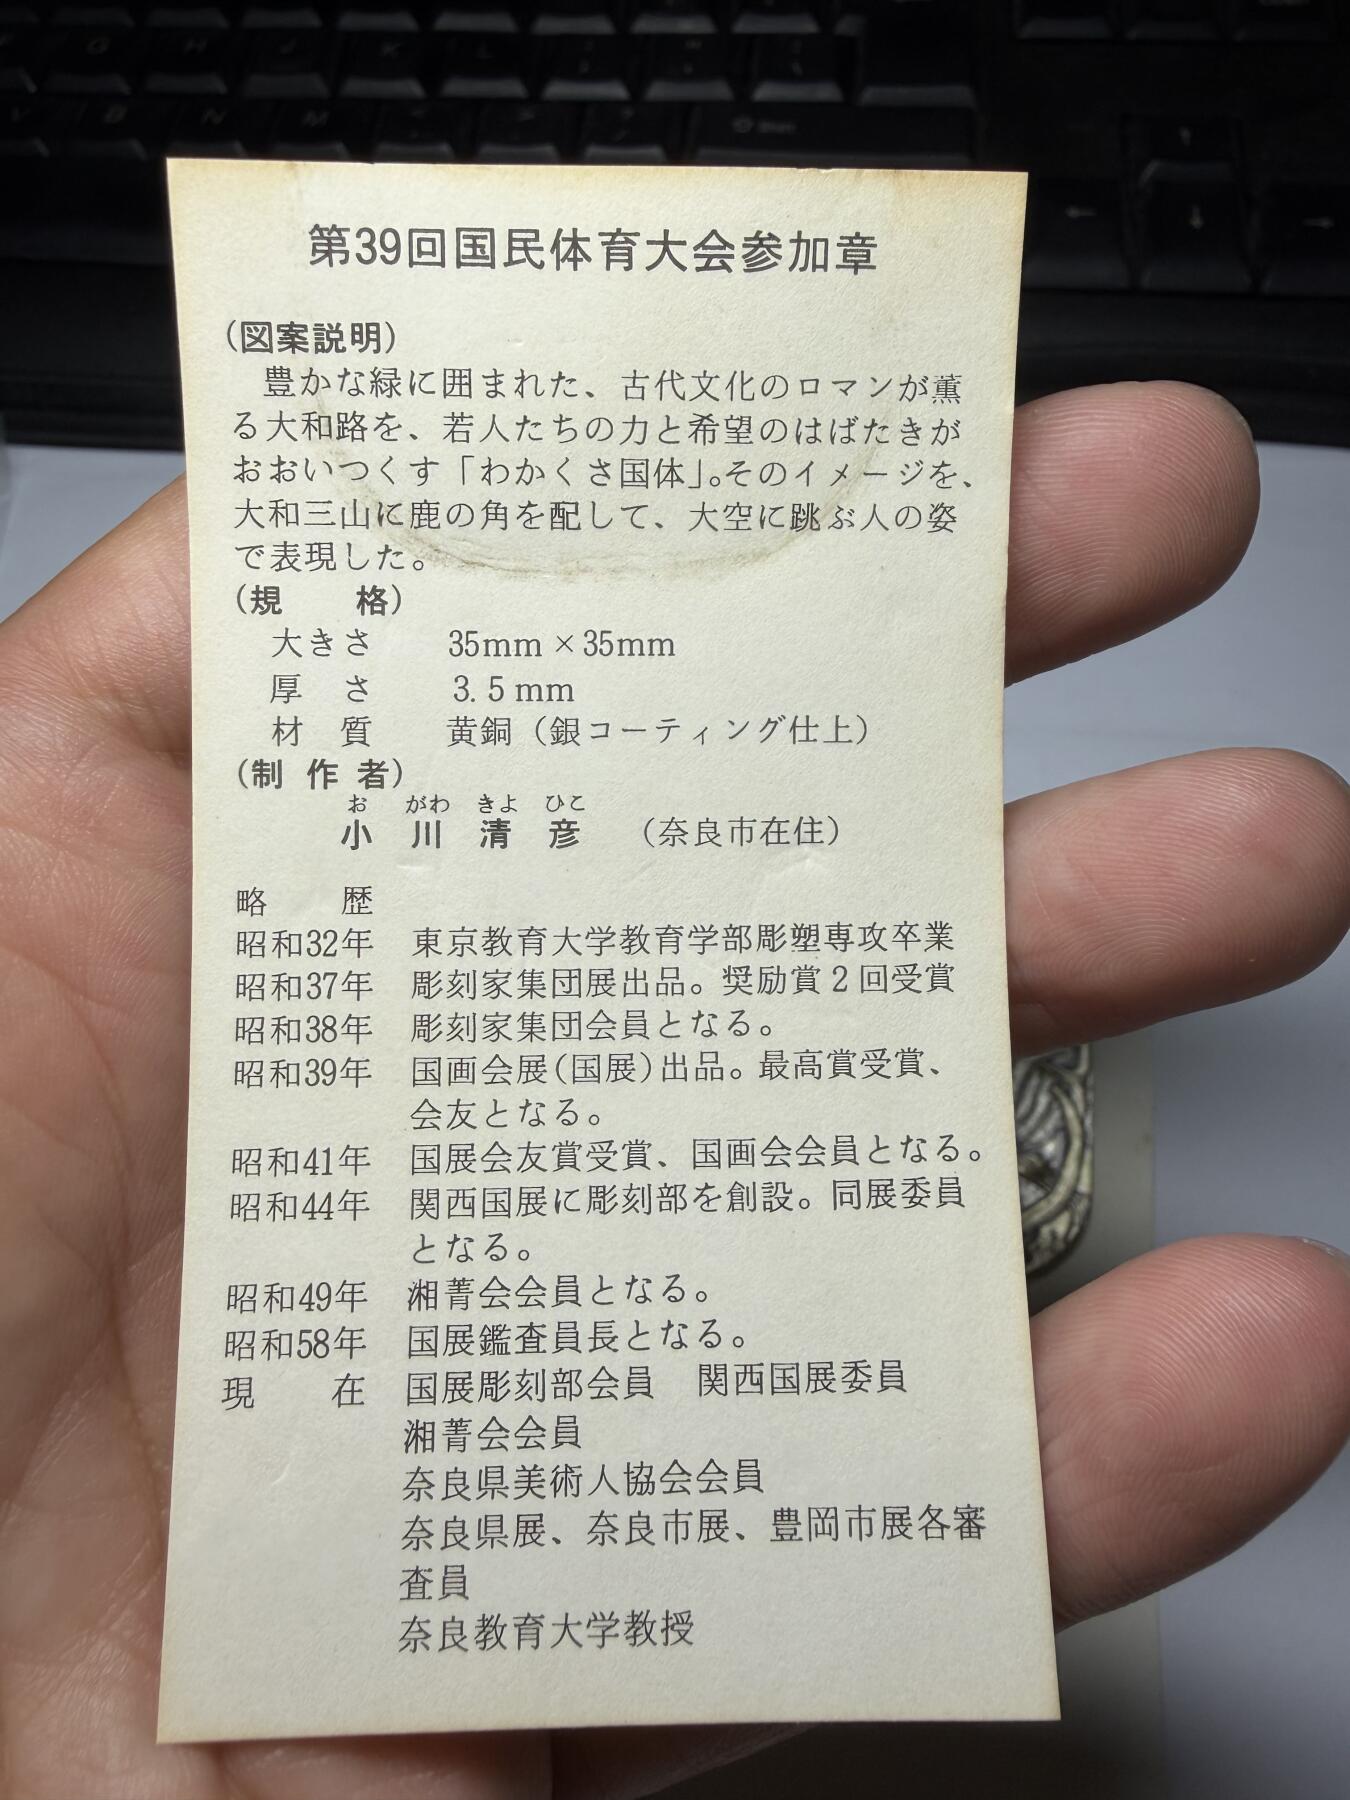 第39回国民体育大会参加章
(図案説明)
豊かな緑に囲まれた、古代文化のロマンが薫
る大和路を、若人たちの力と希望のはばたきが
おおいつくす「わかくさ国体」。そのイメージを、
大和三山に鹿の角を配して、大空に跳ぶ人の姿
で表現した。
(規　格)
大きさ　35mm×35mm
厚　さ　3.5mm
材　質　黄銅（銀コーティング仕上）
(制作者)
お　がわ　きよ　ひこ
小　川　清　彦　（奈良市在住）
略　歴
昭和32年　東京教育大学教育学部彫塑専攻卒業
昭和37年　彫刻家集団展出品。奨励賞2回受賞
昭和38年　彫刻家集団会員となる。
昭和39年　国画会展(国展)出品。最高賞受賞、
会友となる。
昭和41年　国展会友賞受賞、国画会会員となる。
昭和44年　関西国展に彫刻部を創設。同展委員
となる。
昭和49年　湘菁会会員となる。
昭和58年　国展鑑査員長となる。
現　在　国展彫刻部会員　関西国展委員
湘菁会会員
奈良県美術人協会会員
奈良県展、奈良市展、豊岡市展各審
査員
奈良教育大学教授